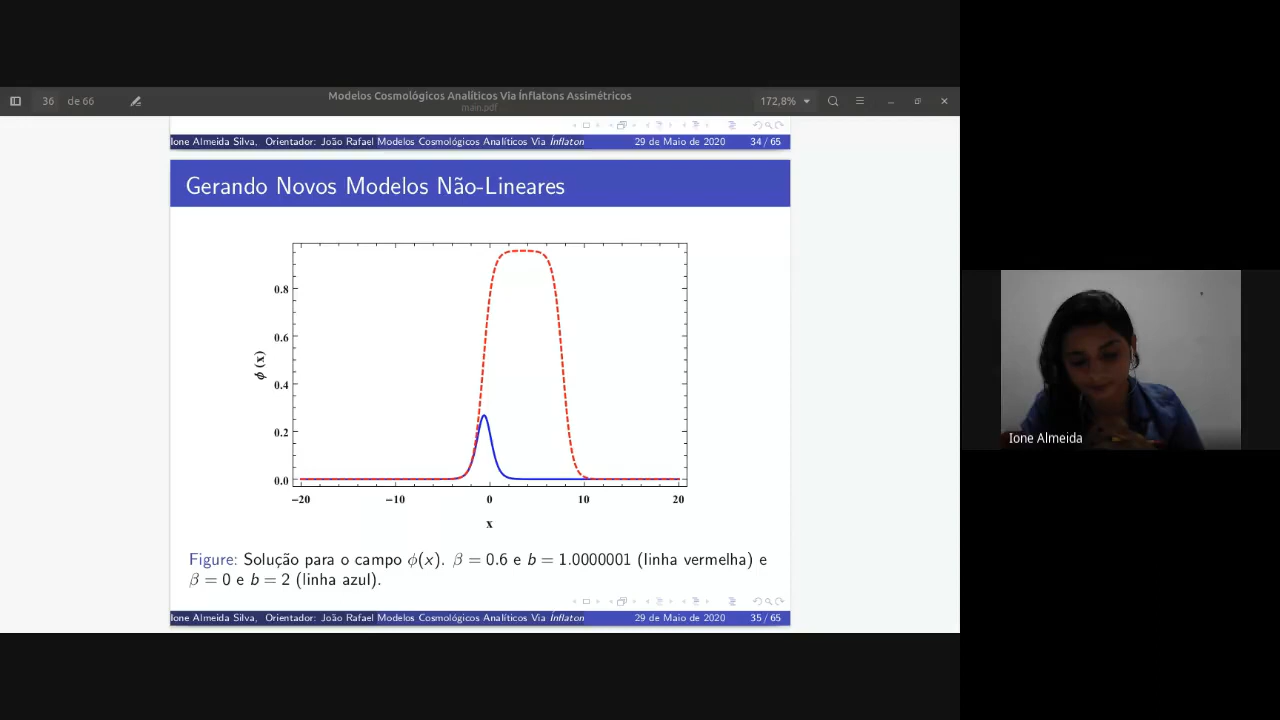 36 de 66
Modelos Cosmológicos Analíticos Via Ínflatons Assimétricos
main.pdf
172,8%
Ione Almeida Silva, Orientador: João Rafael Modelos Cosmológicos Analíticos Via Ínflaton 29 de Maio de 2020 34 / 65
Gerando Novos Modelos Não-Lineares
0.8
0.6
ϕ (x)
0.4
0.2
0.0
−20 −10 0 10 20
x
Figure: Solução para o campo ϕ(x). β = 0.6 e b = 1.0000001 (linha vermelha) e
β = 0 e b = 2 (linha azul).
Ione Almeida Silva, Orientador: João Rafael Modelos Cosmológicos Analíticos Via Ínflaton 29 de Maio de 2020 35 / 65
Ione Almeida